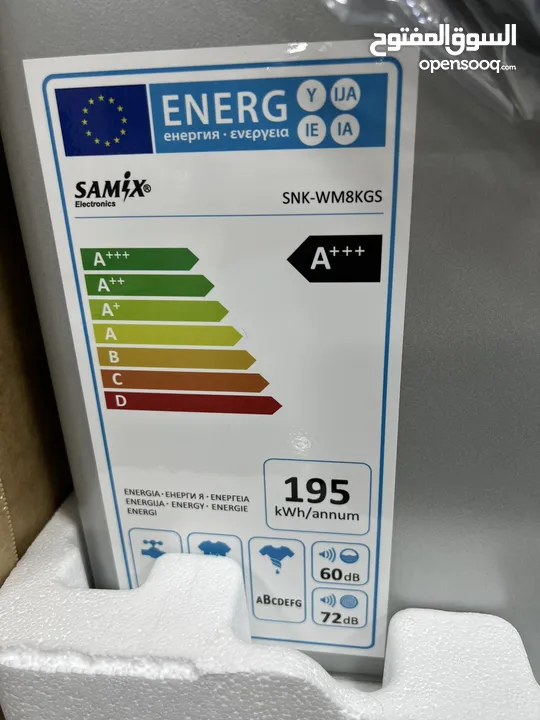 السوق المفتوح
opensooq.com
ENERG Y IJA
енергия · ενεργεια IE IA
SAMIX®
Electronics
SNK-WM8KGS
A+++
A+++
A++
A+
A
B
C
D
ENERGIA · ЕНЕРГИ Я · ΕΝΕΡΓΕΙΑ
ENERGIJA · ENERGY · ENERGIE
ENERGI
195
kWh/annum
ABCDEFG
60dB
72dB